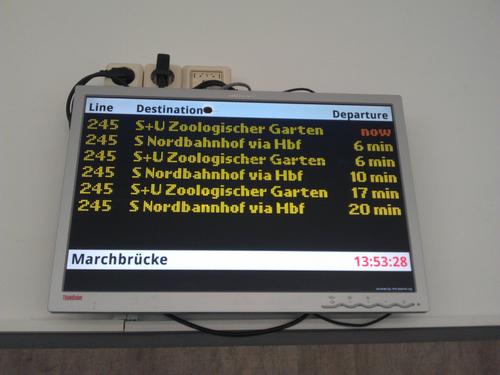 Line Destination Departure
245 S+U Zoologischer Garten now
245 S Nordbahnhof via Hbf 6 min
245 S+U Zoologischer Garten 6 min
245 S Nordbahnhof via Hbf 10 min
245 S+U Zoologischer Garten 17 min
245 S Nordbahnhof via Hbf 20 min
Marchbrücke 13:53:28